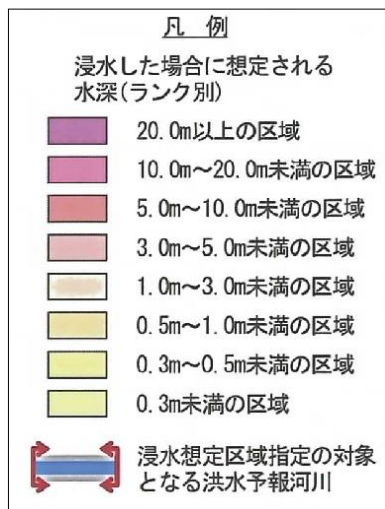 凡 例
浸水した場合に想定される
水深(ランク別)
20.0m以上の区域
10.0m～20.0m未満の区域
5.0m～10.0m未満の区域
3.0m～5.0m未満の区域
1.0m～3.0m未満の区域
0.5m～1.0m未満の区域
0.3m～0.5m未満の区域
0.3m未満の区域
浸水想定区域指定の対象
となる洪水予報河川